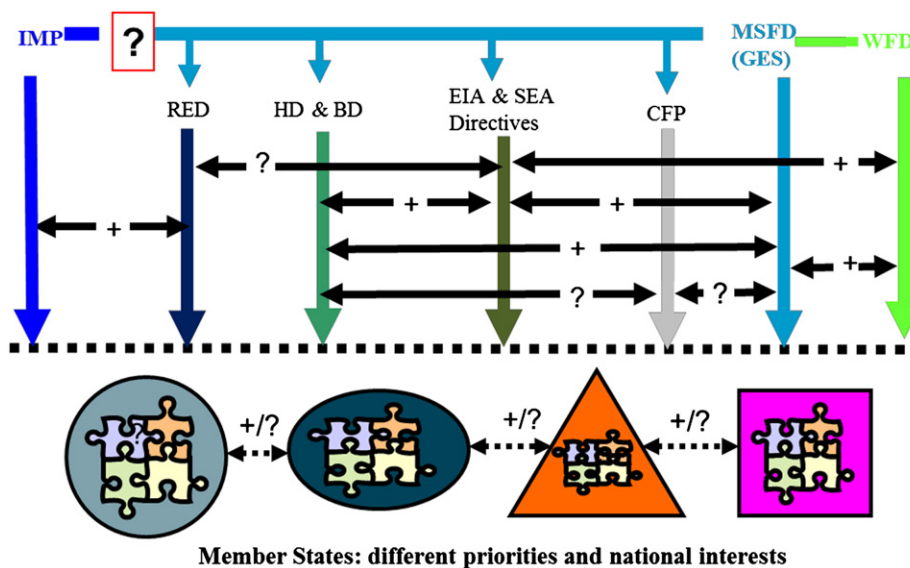 IMP
?
MSFD
(GES)
WFD
RED
HD & BD
EIA & SEA
Directives
CFP
?
+
+
+
+
+
+
?
?
+/?
+/?
+/?
?
Member States: different priorities and national interests